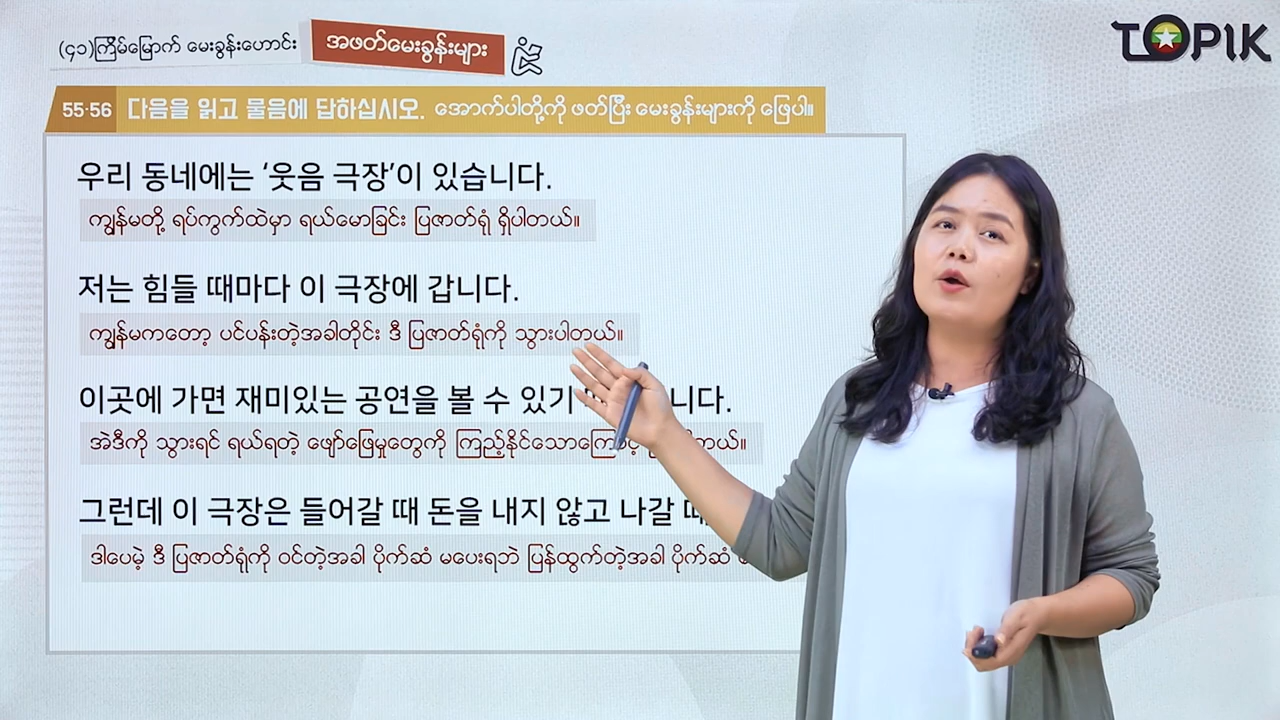 (၄၁)ကြိမ်မြောက် မေးခွန်းဟောင်း
အဖတ်မေးခွန်းများ
TOPIK
55-56 다음을 읽고 물음에 답하십시오. အောက်ပါတို့ကို ဖတ်ပြီး မေးခွန်းများကို ဖြေပါ။
우리 동네에는 ‘웃음 극장’이 있습니다.
ကျွန်မတို့ ရပ်ကွက်ထဲမှာ ရယ်မောခြင်း ပြဇာတ်ရုံ ရှိပါတယ်။
저는 힘들 때마다 이 극장에 갑니다.
ကျွန်မကတော့ ပင်ပန်းတဲ့အခါတိုင်း ဒီ ပြဇာတ်ရုံကို သွားပါတယ်။
이곳에 가면 재미있는 공연을 볼 수 있기
အဲဒီကို သွားရင် ရယ်ရတဲ့ ဖျော်ဖြေမှုတွေကို
그런데 이 극장은 들어갈 때 돈을 내지 않고 나갈
ဒါပေမဲ့ ဒီ ပြဇာတ်ရုံကို ဝင်တဲ့အခါ ပိုက်ဆံ မပေးရဘဲ ပြန်ထွက်တဲ့အခါ ပိုက်ဆံ